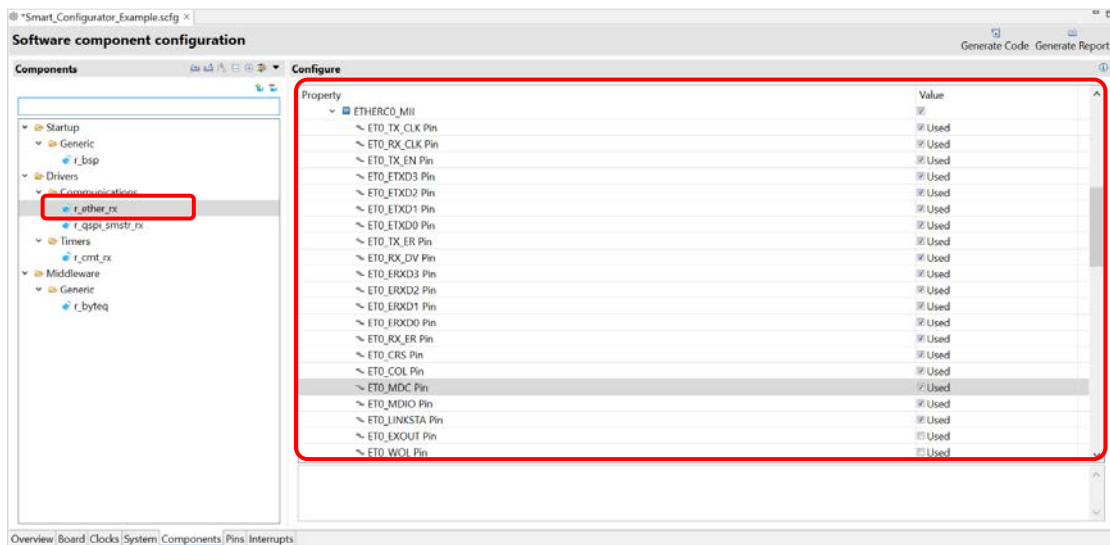 *Smart_Configurator_Example.scfg
Software component configuration
Generate Code Generate Report
Components
Configure
Property Value
ETHERC0_MII
ET0_TX_CLK Pin Used
ET0_RX_CLK Pin Used
ET0_TX_EN Pin Used
ET0_ETXD3 Pin Used
ET0_ETXD2 Pin Used
ET0_ETXD1 Pin Used
ET0_ETXD0 Pin Used
ET0_TX_ER Pin Used
ET0_RX_DV Pin Used
ET0_ERXD3 Pin Used
ET0_ERXD2 Pin Used
ET0_ERXD1 Pin Used
ET0_ERXD0 Pin Used
ET0_RX_ER Pin Used
ET0_CRS Pin Used
ET0_COL Pin Used
ET0_MDC Pin Used
ET0_MDIO Pin Used
ET0_LINKSTA Pin Used
ET0_EXOUT Pin Used
ET0_WOL Pin Used
Startup
Generic
r_bsp
Drivers
Communications
r_ether_rx
r_qspi_smstr_rx
Timers
r_cmt_rx
Middleware
Generic
r_byteq
Overview Board Clocks System Components Pins Interrupts